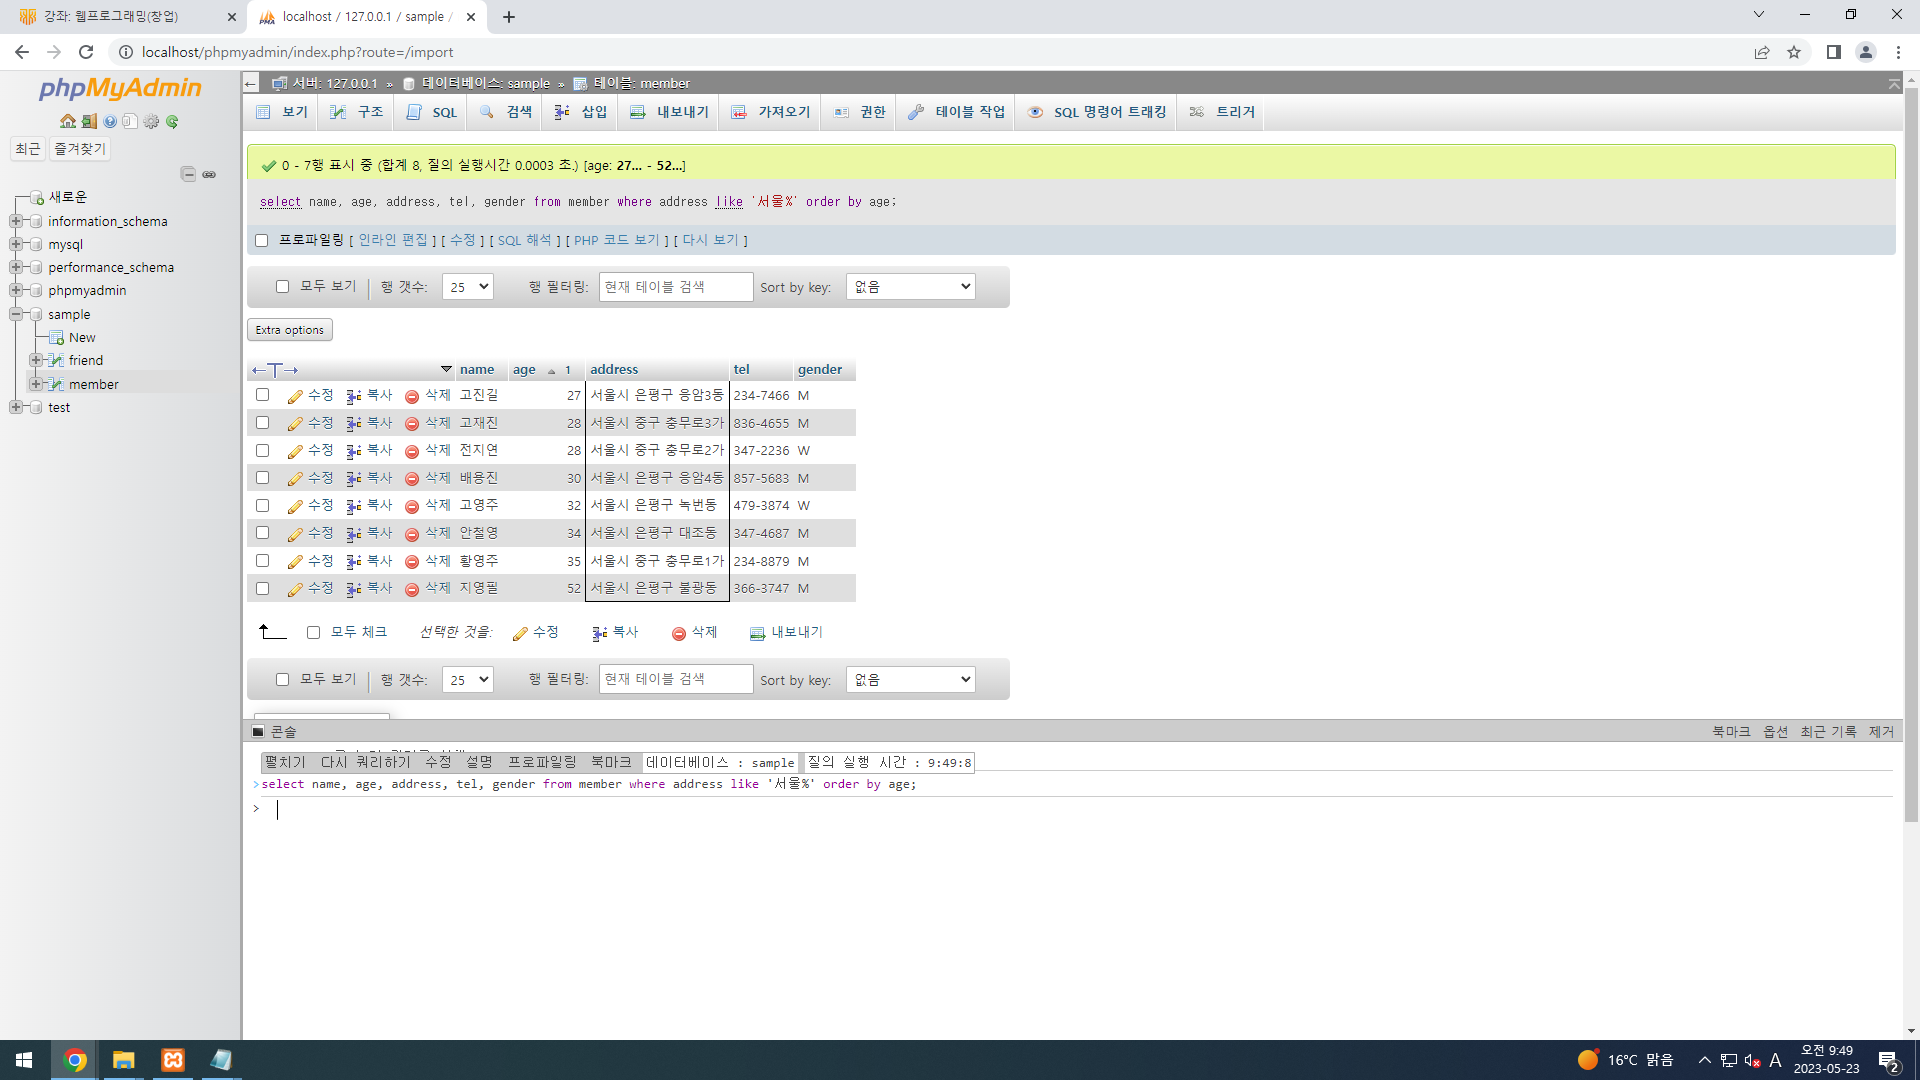 강좌: 웹프로그래밍(창업)
localhost / 127.0.0.1 / sample /
localhost/phpmyadmin/index.php?route=/import
phpMyAdmin
최근 즐겨찾기
새로운
information_schema
mysql
performance_schema
phpmyadmin
sample
New
friend
member
test
서버: 127.0.0.1 » 데이터베이스: sample » 테이블: member
보기 구조 SQL 검색 삽입 내보내기 가져오기 권한 테이블 작업 SQL 명령어 트래킹 트리거
0 - 7행 표시 중 (합계 8, 질의 실행시간 0.0003 초.) [age: 27... - 52...]
select name, age, address, tel, gender from member where address like '서울%' order by age;
프로파일링 [ 인라인 편집 ] [ 수정 ] [ SQL 해석 ] [ PHP 코드 보기 ] [ 다시 보기 ]
모두 보기 행 갯수: 25 행 필터링: 현재 테이블 검색 Sort by key: 없음
Extra options
name age 1 address tel gender
수정 복사 삭제 고진길 27 서울시 은평구 응암3동 234-7466 M
수정 복사 삭제 고재진 28 서울시 중구 충무로3가 836-4655 M
수정 복사 삭제 전지연 28 서울시 중구 충무로2가 347-2236 W
수정 복사 삭제 배용진 30 서울시 은평구 응암4동 857-5683 M
수정 복사 삭제 고영주 32 서울시 은평구 녹번동 479-3874 W
수정 복사 삭제 안철영 34 서울시 은평구 대조동 347-4687 M
수정 복사 삭제 황영주 35 서울시 중구 충무로1가 234-8879 M
수정 복사 삭제 지영필 52 서울시 은평구 불광동 366-3747 M
모두 체크 선택한 것을: 수정 복사 삭제 내보내기
모두 보기 행 갯수: 25 행 필터링: 현재 테이블 검색 Sort by key: 없음
콘솔 북마크 옵션 최근 기록 제거
펼치기 다시 쿼리하기 수정 설명 프로파일링 북마크 데이터베이스 : sample 질의 실행 시간 : 9:49:8
>select name, age, address, tel, gender from member where address like '서울%' order by age;
>
16°C 맑음 A 오전 9:49
2023-05-23 2